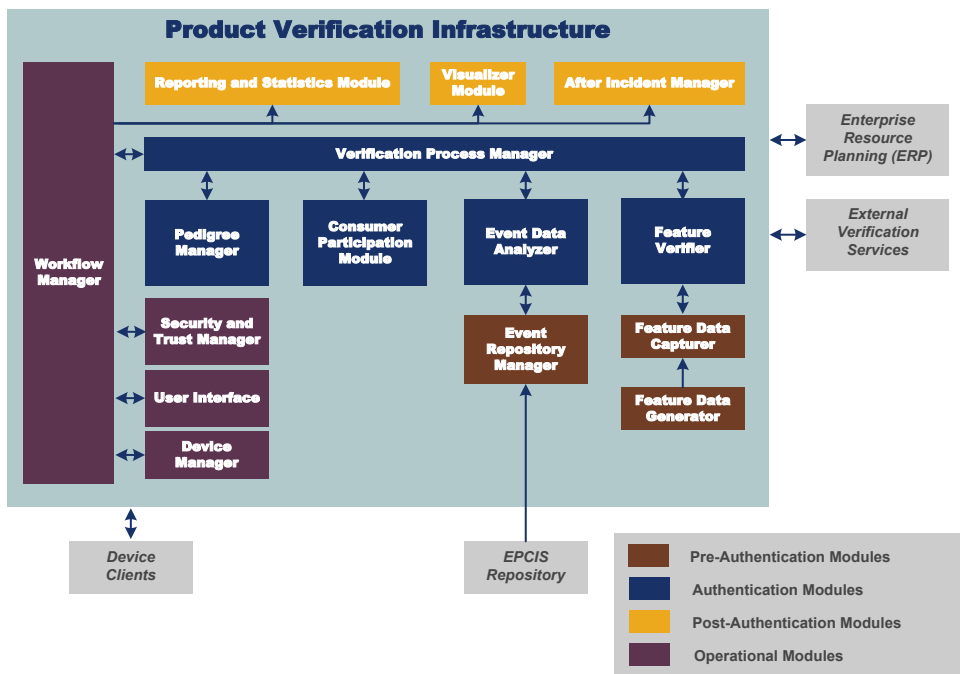 Product Verification Infrastructure
Reporting and Statistics Module
Visualizer
Module
After Incident Manager
Enterprise
Resource
Planning (ERP)
Verification Process Manager
Workflow
Manager
Pedigree
Manager
Consumer
Participation
Module
Event Data
Analyzer
Feature
Verifier
External
Verification
Services
Security and
Trust Manager
Event
Repository
Manager
Feature Data
Capturer
User Interface
Feature Data
Generator
Device
Manager
Device
Clients
EPCIS
Repository
Pre-Authentication Modules
Authentication Modules
Post-Authentication Modules
Operational Modules